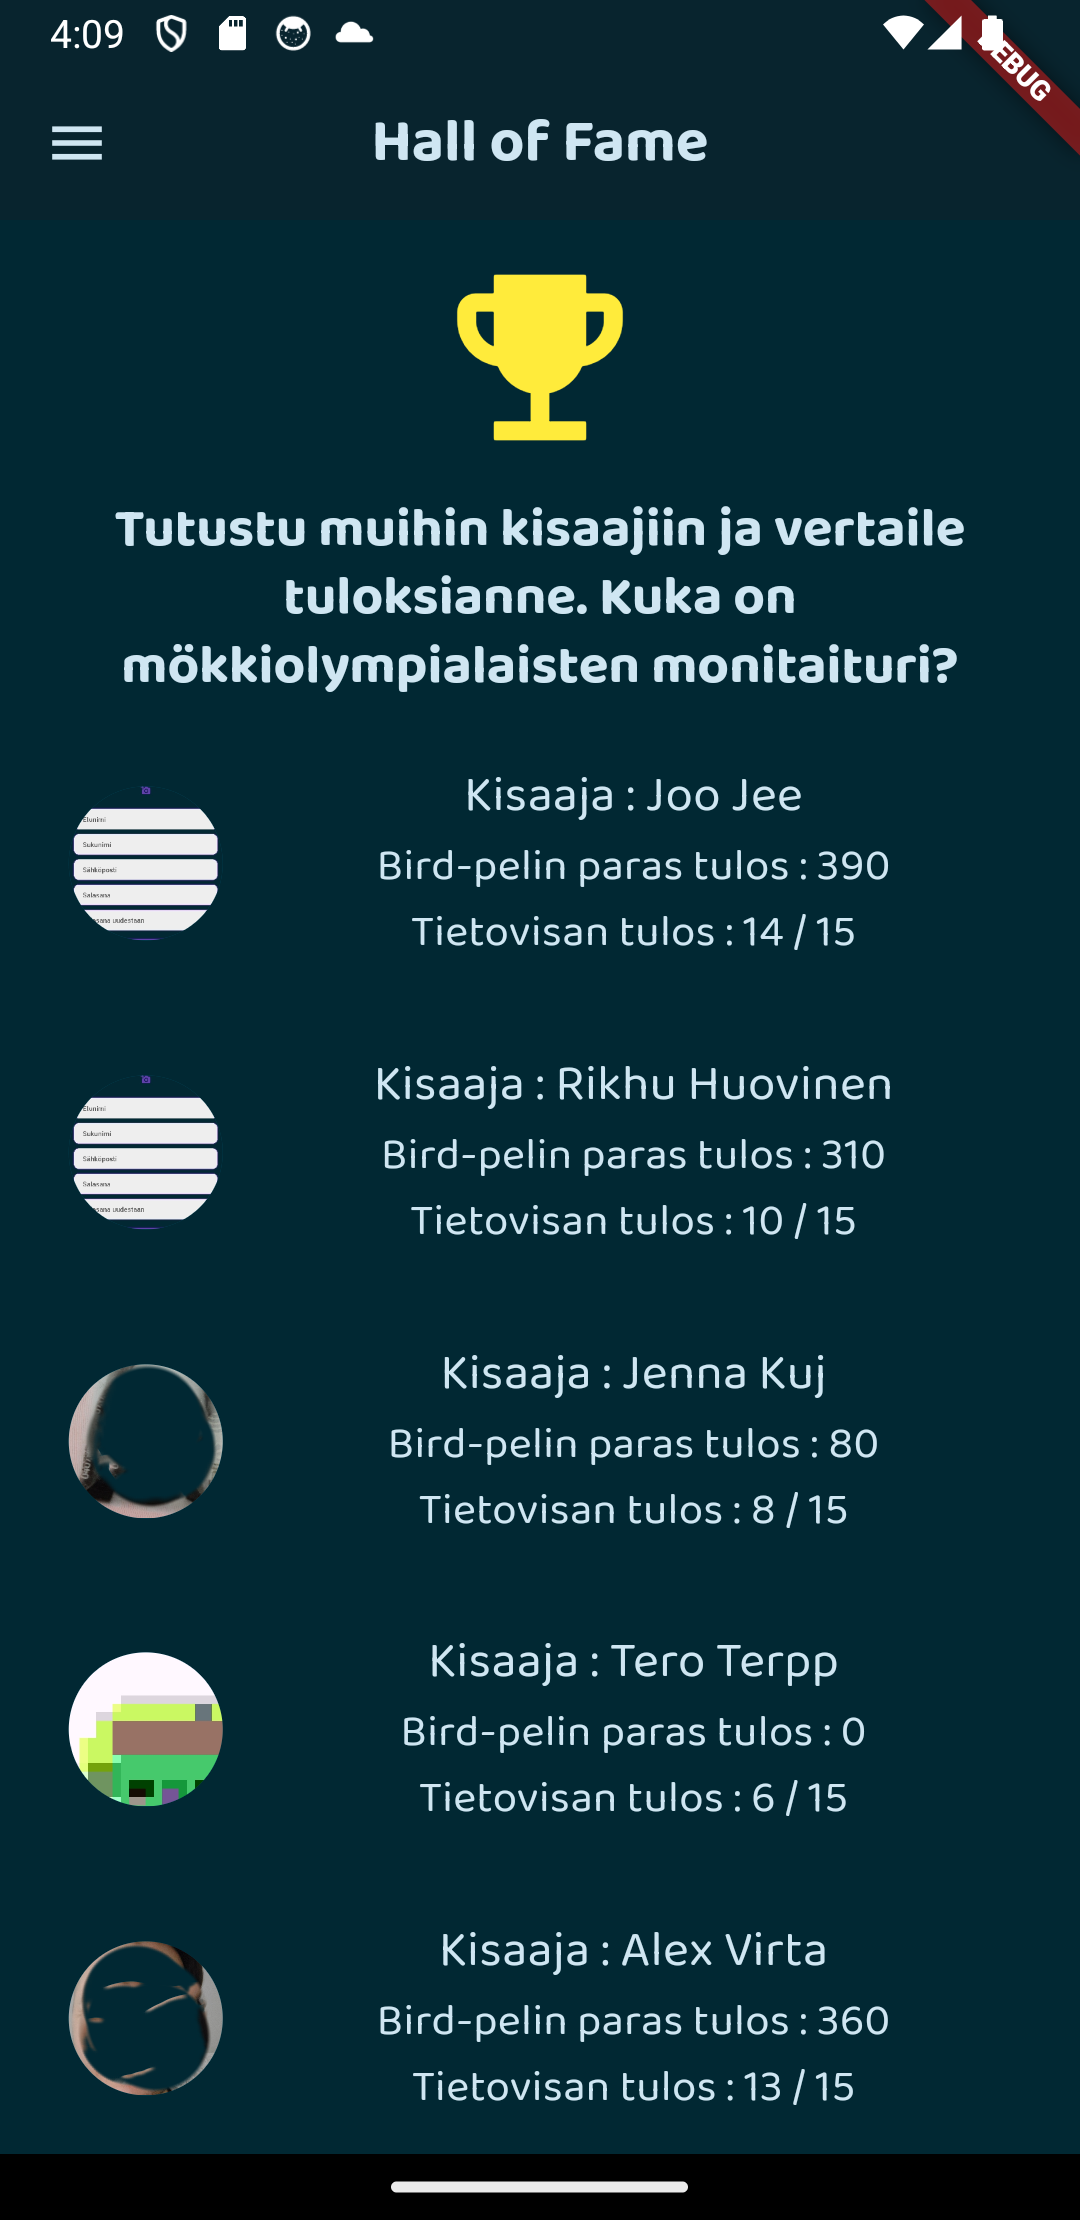 4:09
DEBUG
Hall of Fame
Tutustu muihin kisaajiin ja vertaile
tuloksianne. Kuka on
mökkiolympialaisten monitaituri?
Kisaaja : Joo Jee
Bird-pelin paras tulos : 390
Tietovisan tulos : 14 / 15
Etunimi
Sukunimi
Sähköposti
Salasana
uudestaan
Kisaaja : Rikhu Huovinen
Bird-pelin paras tulos : 310
Tietovisan tulos : 10 / 15
Etunimi
Sukunimi
Sähköposti
Salasana
uudestaan
Kisaaja : Jenna Kuj
Bird-pelin paras tulos : 80
Tietovisan tulos : 8 / 15
Kisaaja : Tero Terpp
Bird-pelin paras tulos : 0
Tietovisan tulos : 6 / 15
Kisaaja : Alex Virta
Bird-pelin paras tulos : 360
Tietovisan tulos : 13 / 15